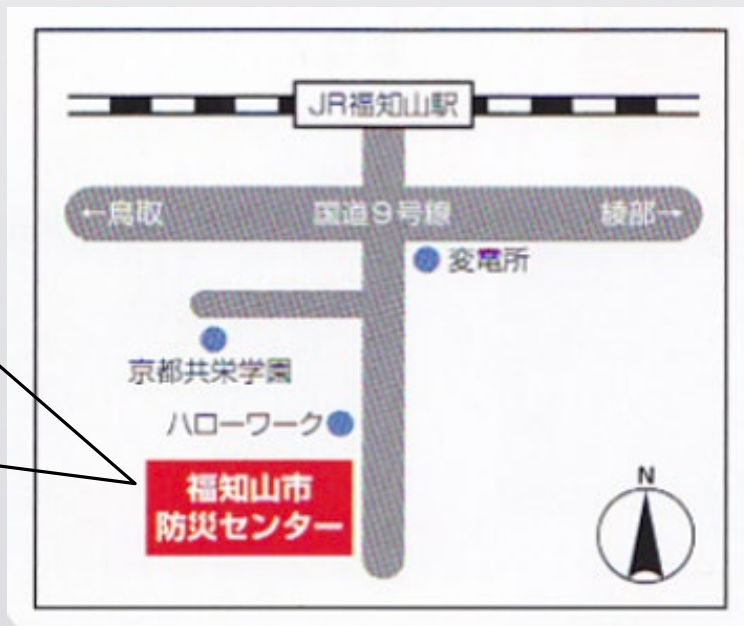 JR福知山駅
←鳥取
国道9号線
綾部→
変電所
京都共栄学園
ハローワーク
福知山市
防災センター
N